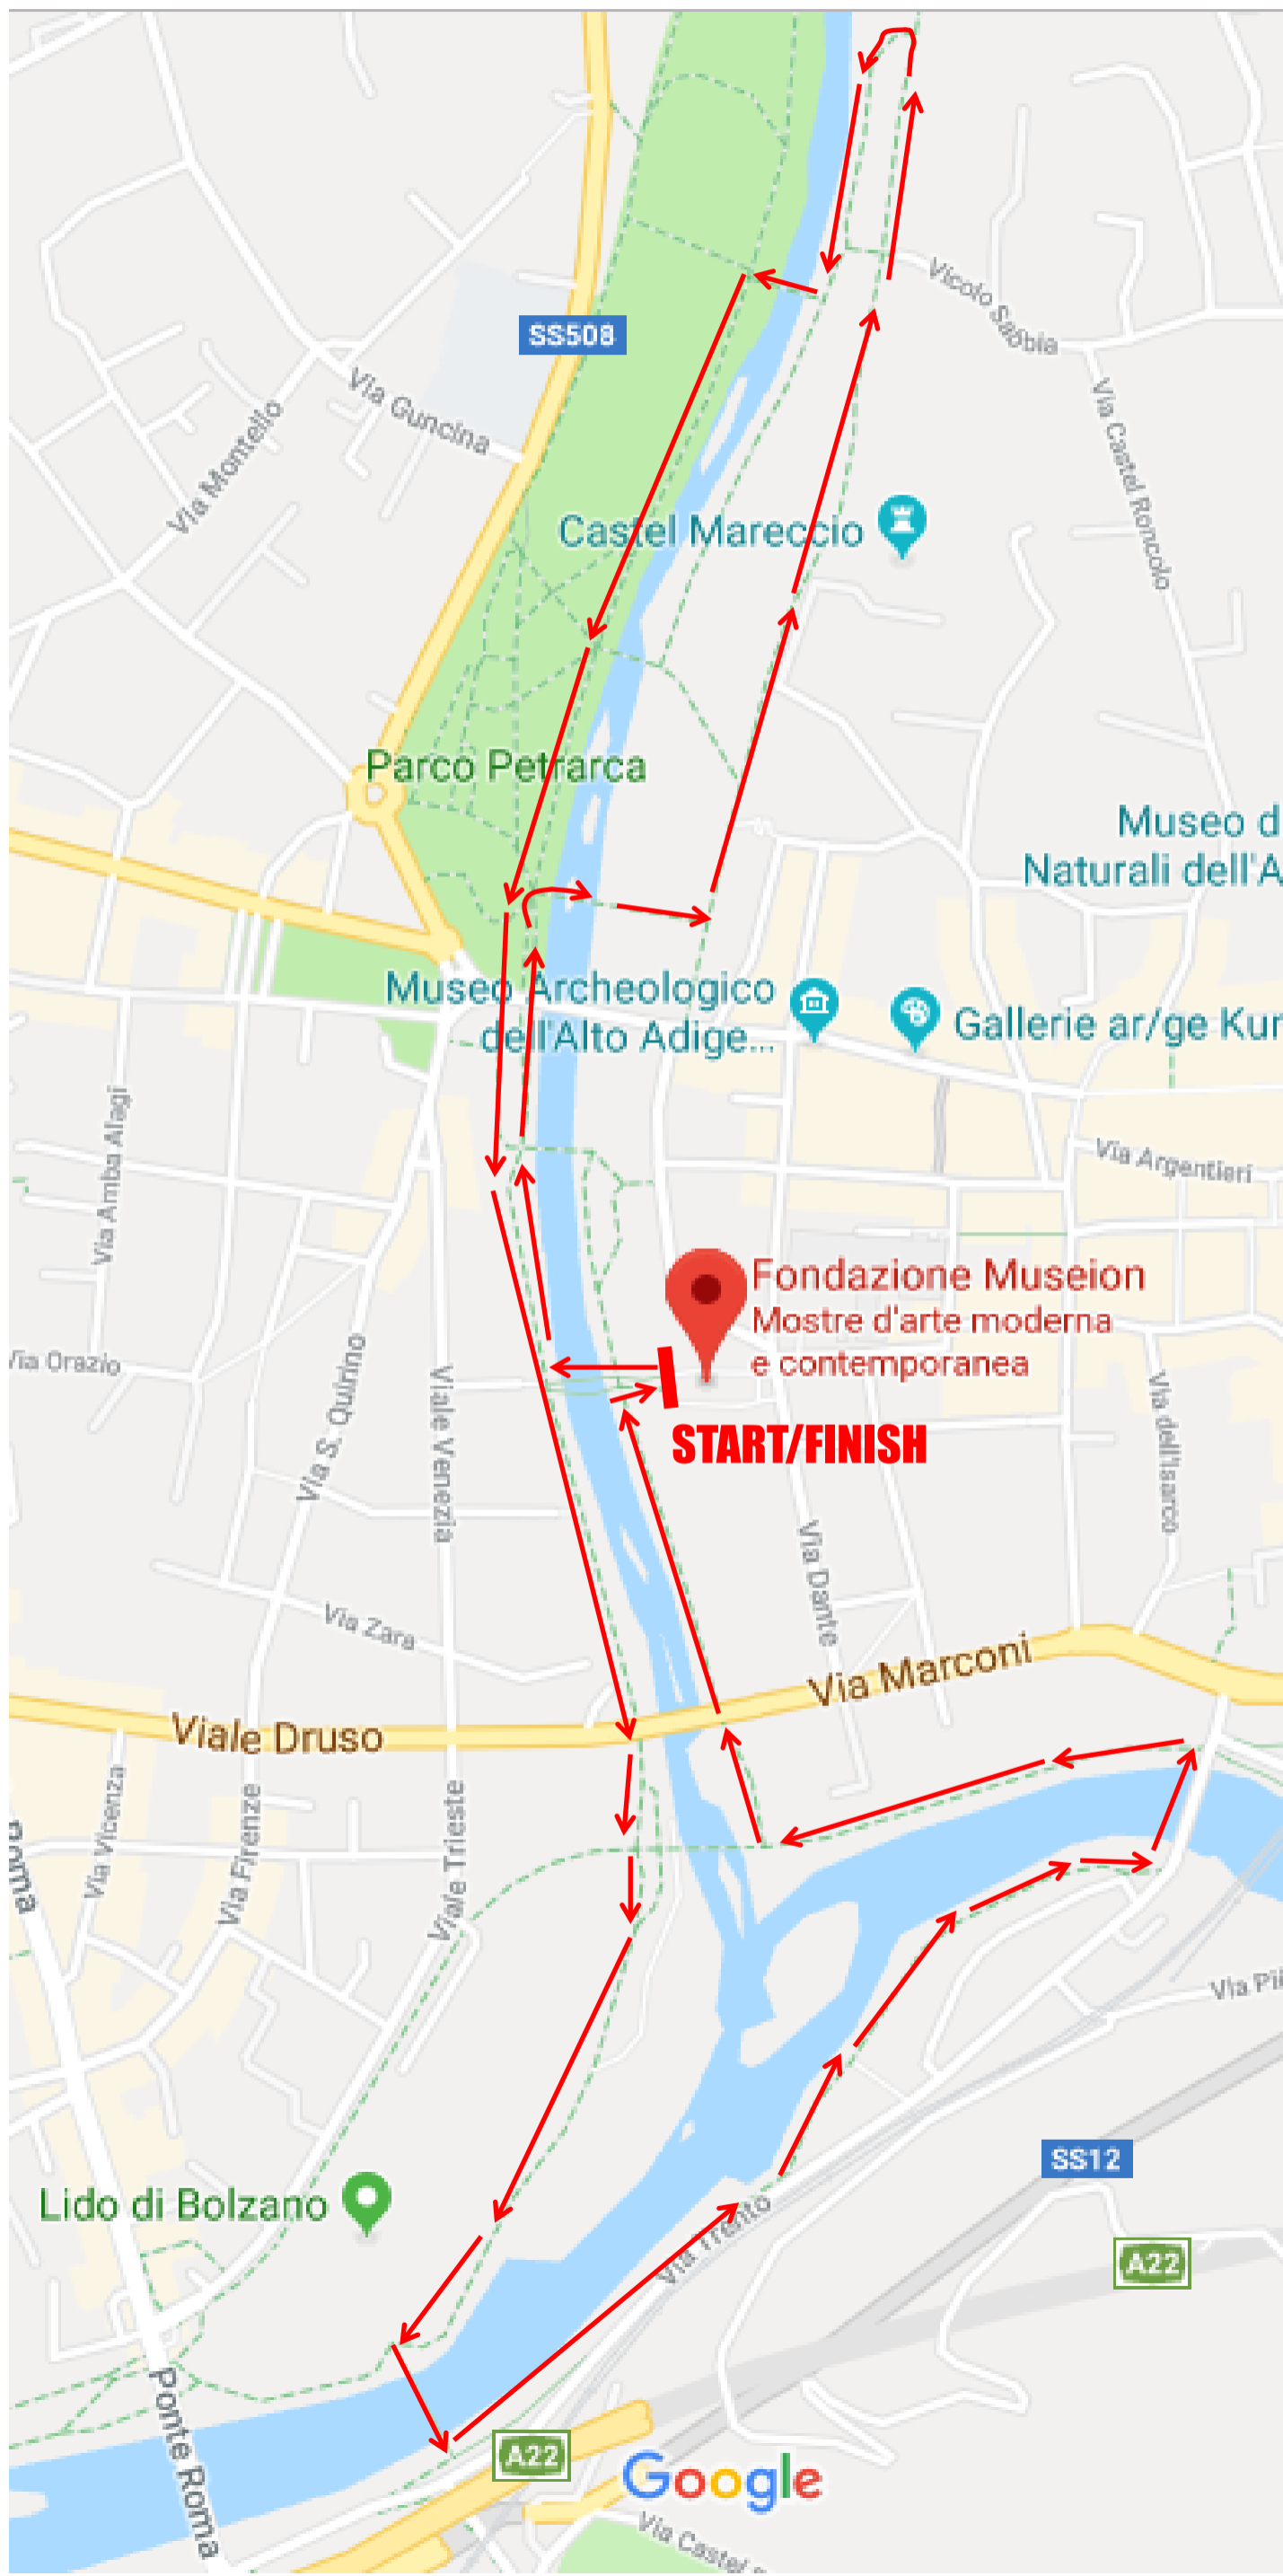 Vicolo Sabbia
SS508
Via Guncina
Via Montello
Via Castel Roncolo
Castel Mareccio
Parco Petrarca
Museo d
Naturali dell'A
Museo Archeologico
dell'Alto Adige...
Gallerie ar/ge Kur
Via Amba Alagi
Via Argentieri
Fondazione Museion
Mostre d'arte moderna
e contemporanea
Via Orazio
Via S. Quirino
Viale Venezia
Via dell'Isarco
START/FINISH
Via Dante
Via Zara
Via Marconi
Viale Druso
Via Vicenza
Via Firenze
Viale Trieste
Roma
Via Pi
SS12
Lido di Bolzano
Via Trento
A22
Ponte Roma
A22
Google
Via Castel